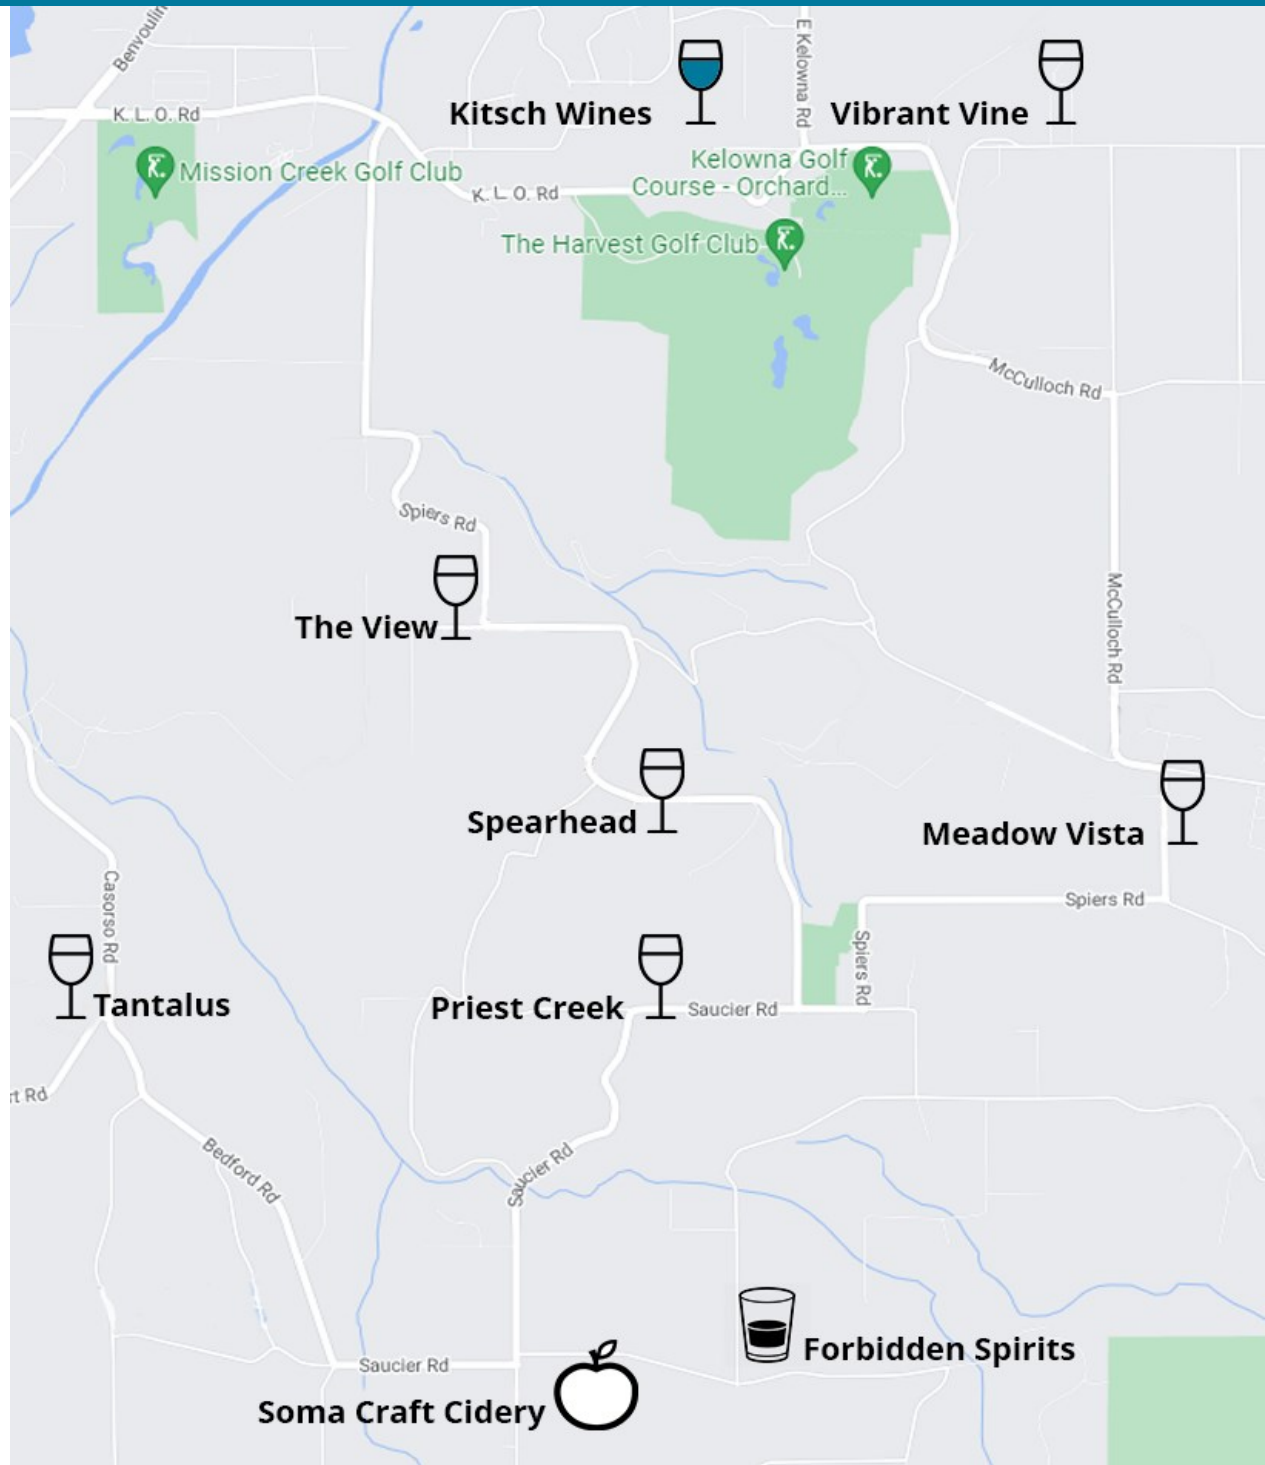 Benvoulin
E Kelowna Rd
Kitsch Wines
Vibrant Vine
K. L. O. Rd
Mission Creek Golf Club
Kelowna Golf
Course - Orchard...
K. L. O. Rd
The Harvest Golf Club
McCulloch Rd
Spiers Rd
McCulloch Rd
The View
Spearhead
Meadow Vista
Casorso Rd
Spiers Rd
Spiers Rd
Tantalus
Priest Creek
Saucier Rd
rt Rd
Bedford Rd
Saucier Rd
Forbidden Spirits
Saucier Rd
Soma Craft Cidery